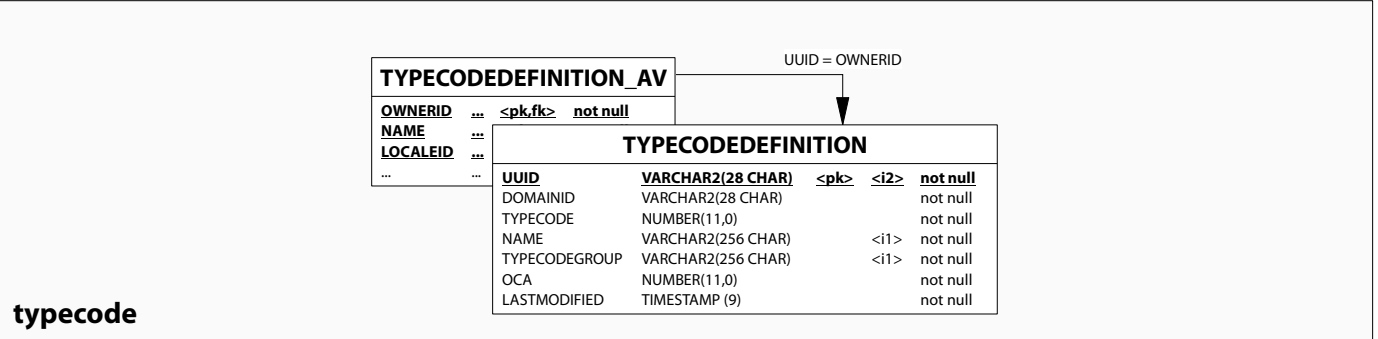 UUID = OWNERID
TYPECODEDEFINITION_AV
OWNERID ... <pk,fk> not null
NAME ...
LOCALEID ...
... ...
TYPECODEDEFINITION
UUID VARCHAR2(28 CHAR) <pk> <i2> not null
DOMAINID VARCHAR2(28 CHAR) not null
TYPECODE NUMBER(11,0) not null
NAME VARCHAR2(256 CHAR) <i1> not null
TYPECODEGROUP VARCHAR2(256 CHAR) <i1> not null
OCA NUMBER(11,0) not null
LASTMODIFIED TIMESTAMP (9) not null
typecode